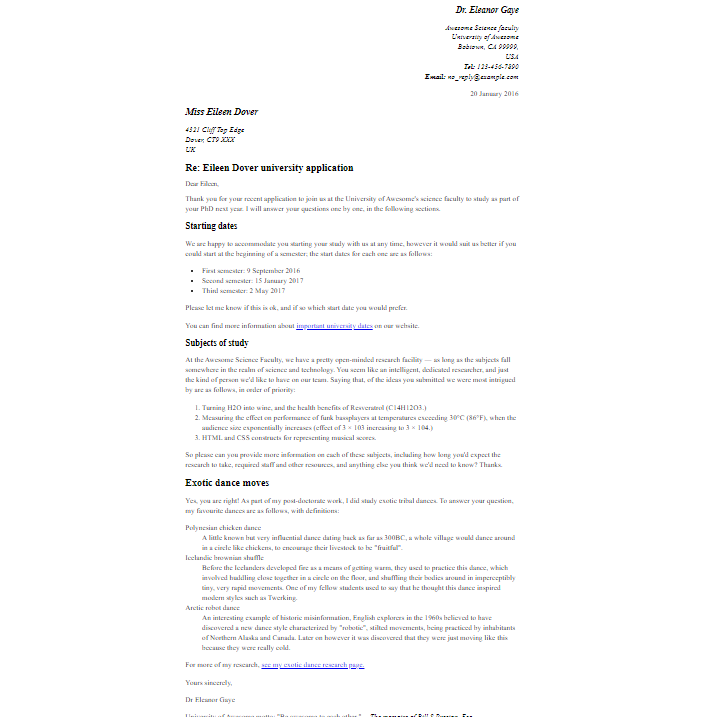 Dr. Eleanor Gaye
Awesome Science faculty
University of Awesome
Bobtown, CA 99999,
USA
Tel: 123-456-7890
Email: no_reply@example.com
20 January 2016
Miss Eileen Dover
4321 Cliff Top Edge
Dover, CT9 XXX
UK
Re: Eileen Dover university application
Dear Eileen,
Thank you for your recent application to join us at the University of Awesome's science faculty to study as part of
your PhD next year. I will answer your questions one by one, in the following sections.
Starting dates
We are happy to accommodate you starting your study with us at any time, however it would suit us better if you
could start at the beginning of a semester; the start dates for each one are as follows:
• First semester: 9 September 2016
• Second semester: 15 January 2017
• Third semester: 2 May 2017
Please let me know if this is ok, and if so which start date you would prefer.
You can find more information about important university dates on our website.
Subjects of study
At the Awesome Science Faculty, we have a pretty open-minded research facility — as long as the subjects fall
somewhere in the realm of science and technology. You seem like an intelligent, dedicated researcher, and just
the kind of person we'd like to have on our team. Saying that, of the ideas you submitted we were most intrigued
by are as follows, in order of priority:
1. Turning H2O into wine, and the health benefits of Resveratrol (C14H12O3.)
2. Measuring the effect on performance of funk bassplayers at temperatures exceeding 30°C (86°F), when the
audience size exponentially increases (effect of 3 × 103 increasing to 3 × 104.)
3. HTML and CSS constructs for representing musical scores.
So please can you provide more information on each of these subjects, including how long you'd expect the
research to take, required staff and other resources, and anything else you think we'd need to know? Thanks.
Exotic dance moves
Yes, you are right! As part of my post-doctorate work, I did study exotic tribal dances. To answer your question,
my favourite dances are as follows, with definitions:
Polynesian chicken dance
A little known but very influential dance dating back as far as 300BC, a whole village would dance around
in a circle like chickens, to encourage their livestock to be "fruitful".
Icelandic brownian shuffle
Before the Icelanders developed fire as a means of getting warm, they used to practice this dance, which
involved huddling close together in a circle on the floor, and shuffling their bodies around in imperceptibly
tiny, very rapid movements. One of my fellow students used to say that he thought this dance inspired
modern styles such as Twerking.
Arctic robot dance
An interesting example of historic misinformation, English explorers in the 1960s believed to have
discovered a new dance style characterized by "robotic", stilted movements, being practiced by inhabitants
of Northern Alaska and Canada. Later on however it was discovered that they were just moving like this
because they were really cold.
For more of my research, see my exotic dance research page.
Yours sincerely,
Dr Eleanor Gaye
University of Awesome motto: "Be awesome to each other." -- The memoirs of Bill S Preston, Esq